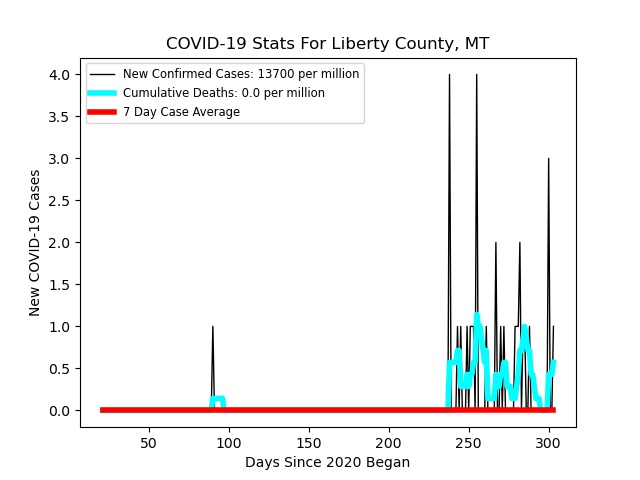 COVID-19 Stats For Liberty County, MT
New Confirmed Cases: 13700 per million
Cumulative Deaths: 0.0 per million
7 Day Case Average
4.0
3.5
3.0
2.5
2.0
1.5
1.0
0.5
0.0
New COVID-19 Cases
50 100 150 200 250 300
Days Since 2020 Began